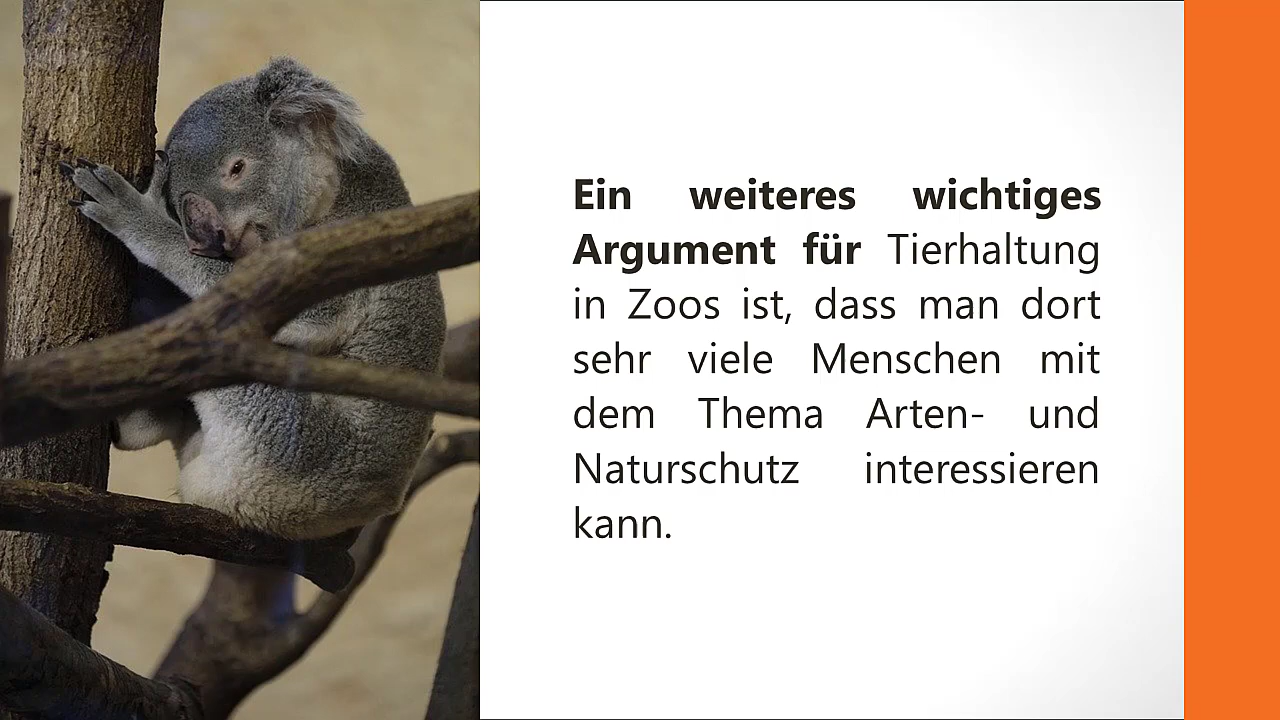 Ein weiteres wichtiges
Argument für Tierhaltung
in Zoos ist, dass man dort
sehr viele Menschen mit
dem Thema Arten- und
Naturschutz interessieren
kann.